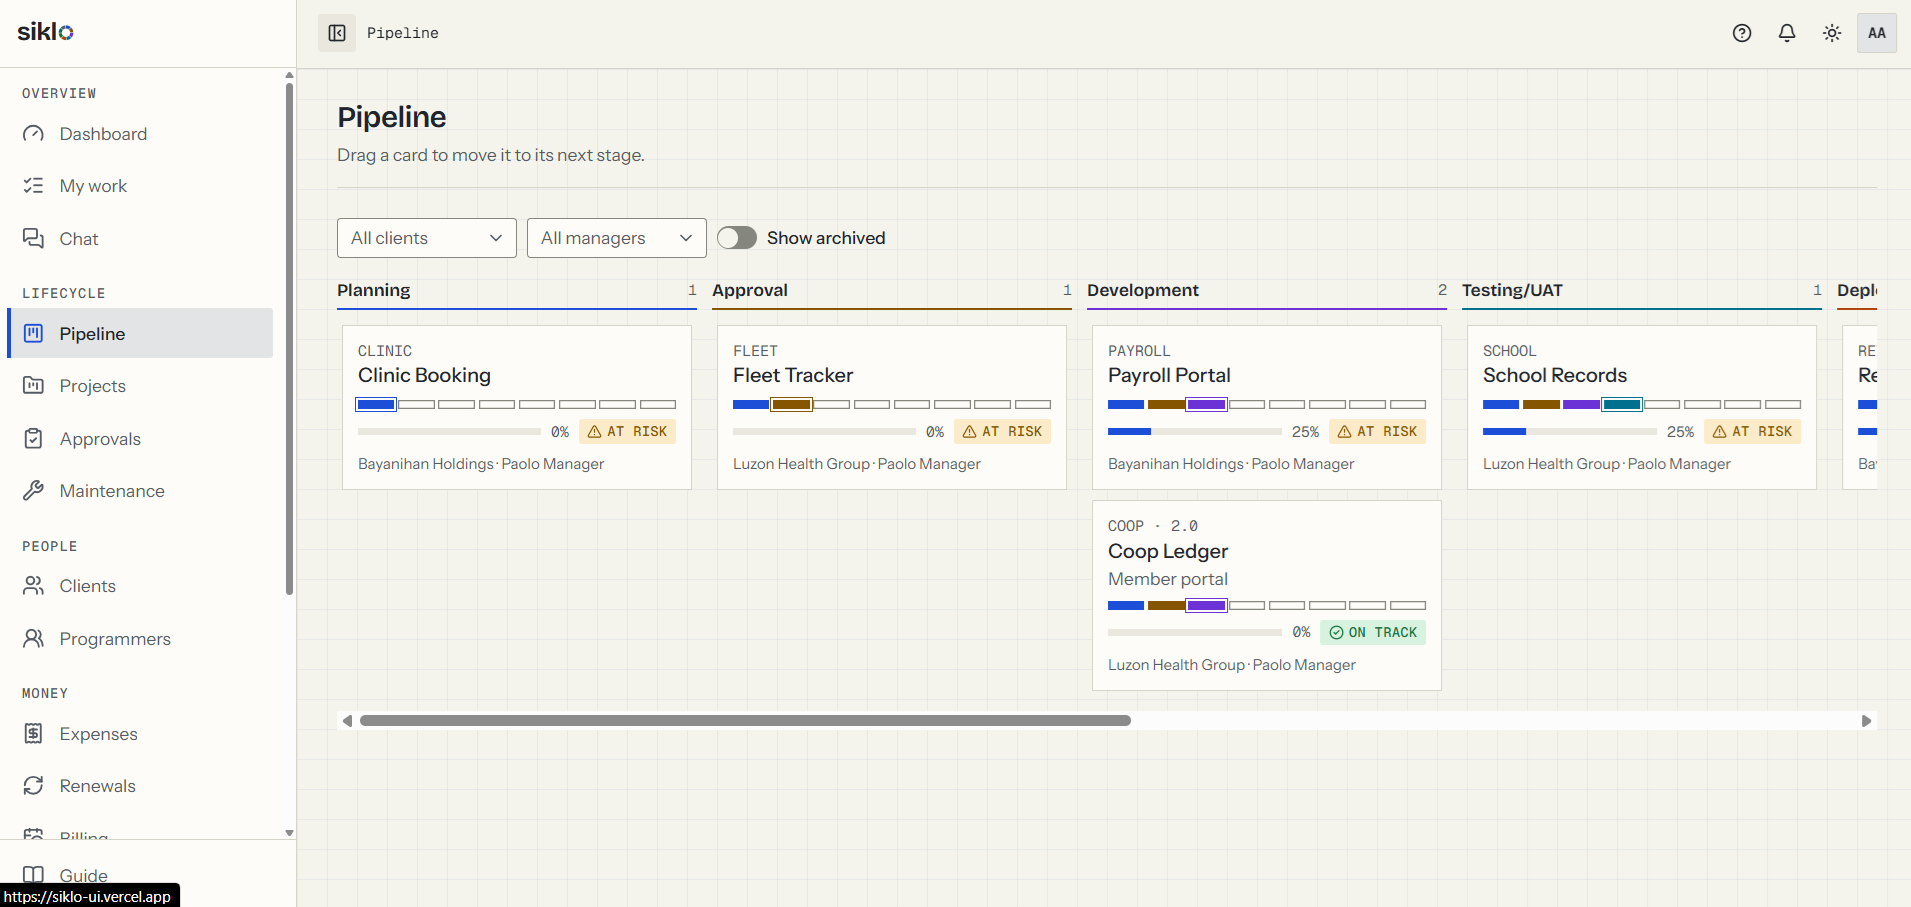 siklo
Pipeline
AA
OVERVIEW
Dashboard
My work
Chat
LIFECYCLE
Pipeline
Projects
Approvals
Maintenance
PEOPLE
Clients
Programmers
MONEY
Expenses
Renewals
Billing
Guide
https://siklo-ui.vercel.app
Pipeline
Drag a card to move it to its next stage.
All clients
All managers
Show archived
Planning 1
CLINIC
Clinic Booking
0% AT RISK
Bayanihan Holdings · Paolo Manager
Approval 1
FLEET
Fleet Tracker
0% AT RISK
Luzon Health Group · Paolo Manager
Development 2
PAYROLL
Payroll Portal
25% AT RISK
Bayanihan Holdings · Paolo Manager
COOP · 2.0
Coop Ledger
Member portal
0% ON TRACK
Luzon Health Group · Paolo Manager
Testing/UAT 1
SCHOOL
School Records
25% AT RISK
Luzon Health Group · Paolo Manager
Depl
RE
Re
Ba